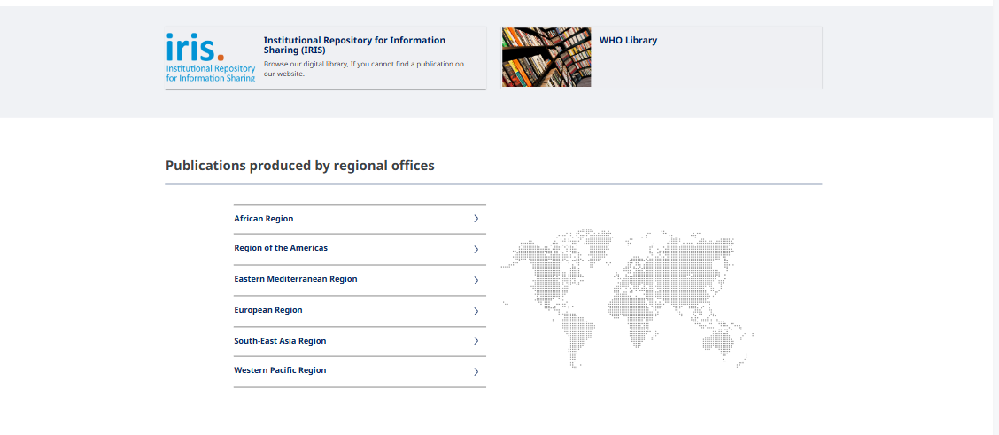 iris.
Institutional Repository
for Information Sharing
Institutional Repository for Information
Sharing (IRIS)
Browse our digital library, If you cannot find a publication on
our website.
WHO Library
Publications produced by regional offices
African Region
Region of the Americas
Eastern Mediterranean Region
European Region
South-East Asia Region
Western Pacific Region